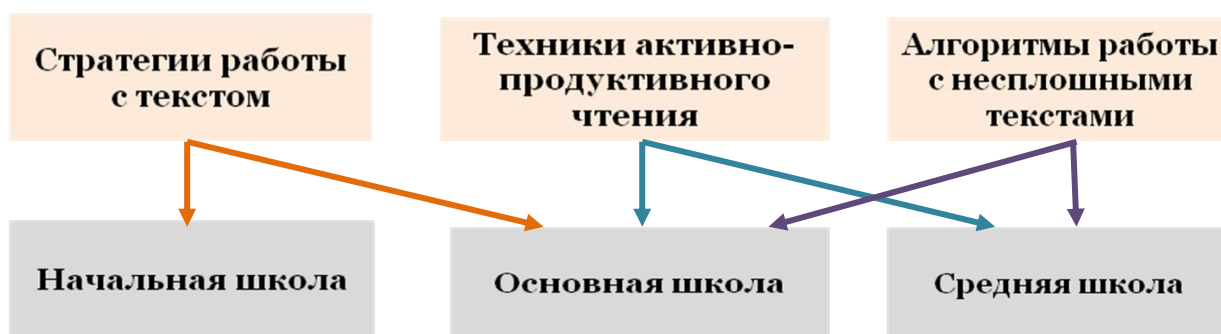 Стратегии работы
с текстом
Техники активно-
продуктивного
чтения
Алгоритмы работы
с несплошными
текстами
Начальная школа
Основная школа
Средняя школа